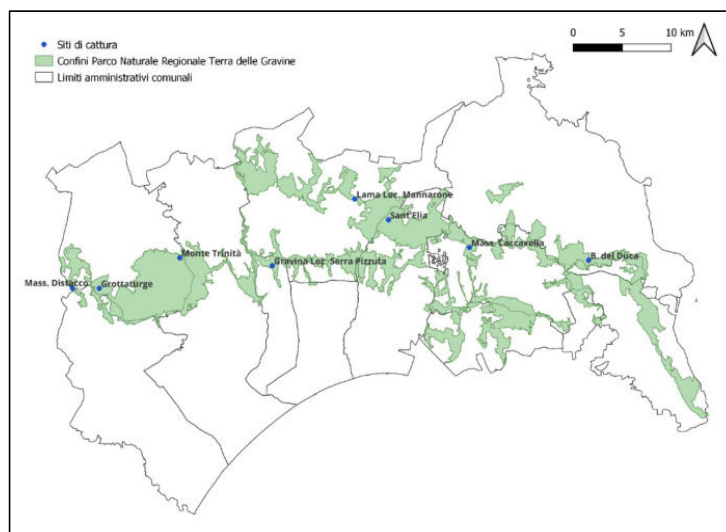 Siti di cattura
Confini Parco Naturale Regionale Terra delle Gravine
Limiti amministrativi comunali
0 5 10 km
Lama Loc. Mannarone
Sant'Elia
Mass. Caccavella
Monte Trinità
Gravina Loc. Serra Pizzuta
B. del Duca
Mass. Distacco
Grottaturge